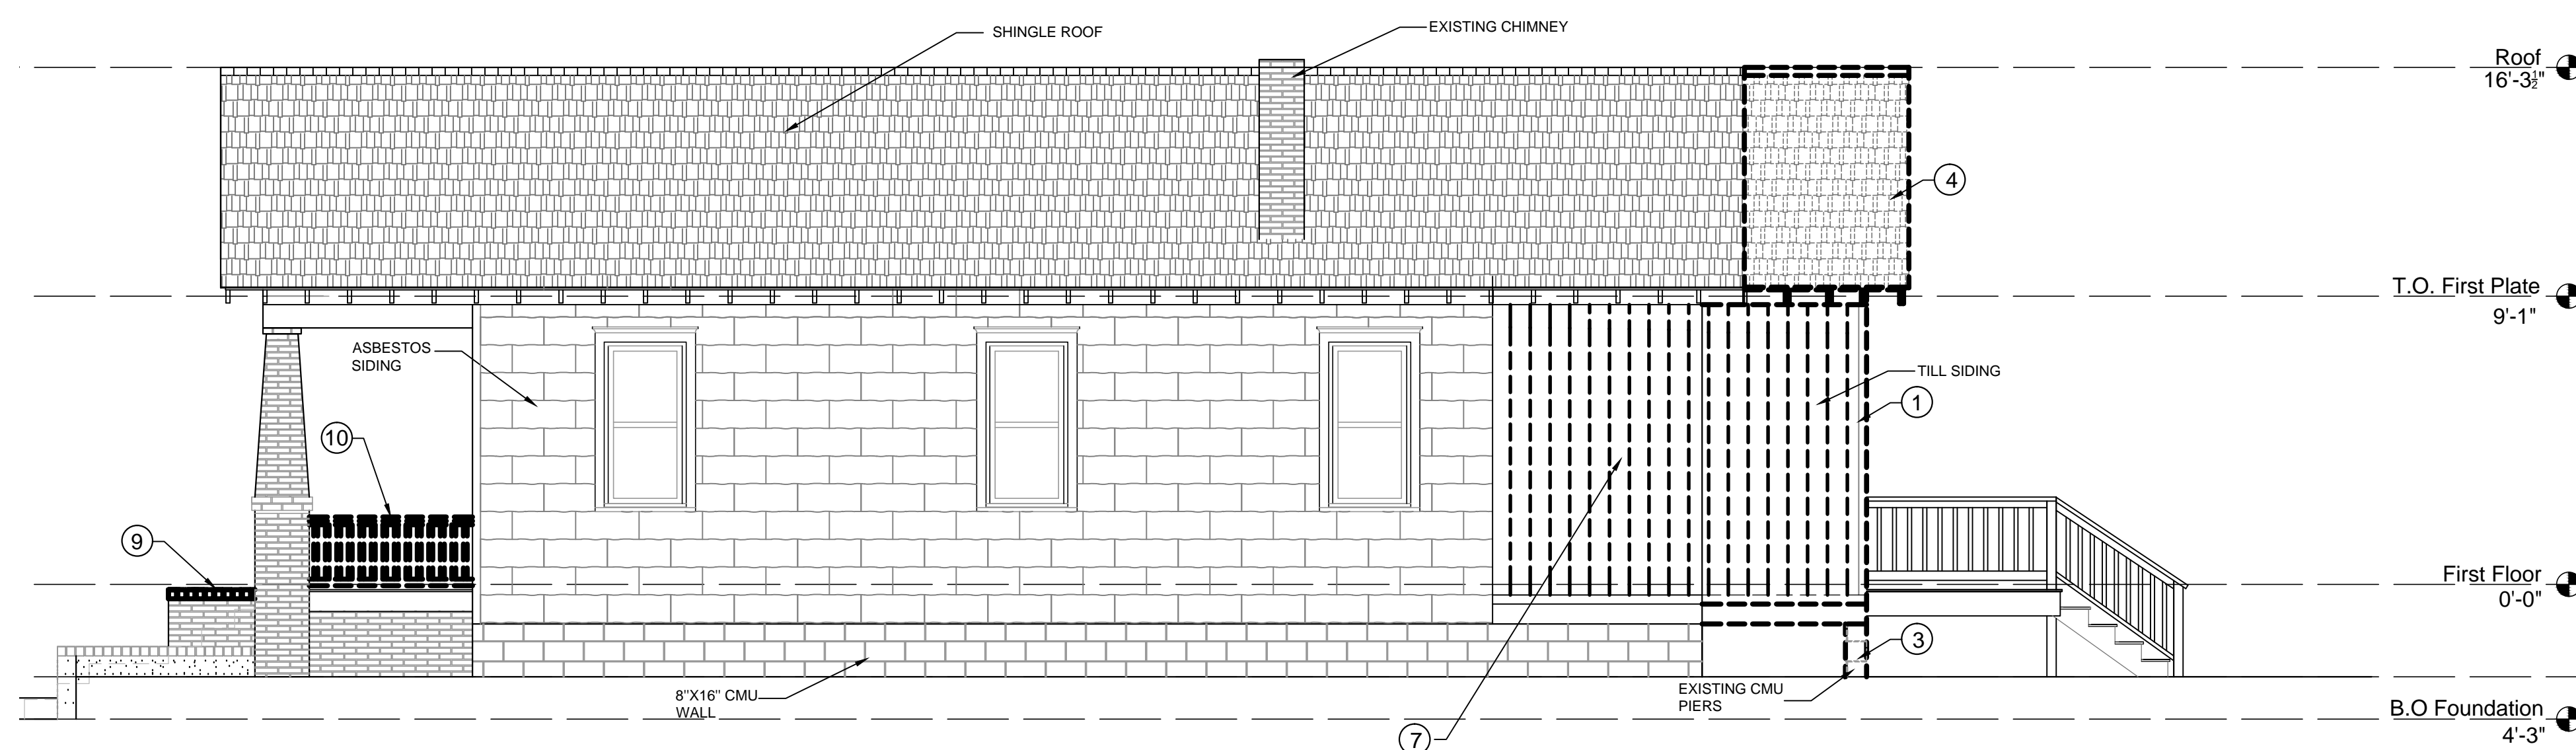 SHINGLE ROOF
EXISTING CHIMNEY
Roof
16'-3½"
4
T.O. First Plate
9'-1"
ASBESTOS
SIDING
TILL SIDING
1
10
9
First Floor
0'-0"
3
8"X16" CMU
WALL
EXISTING CMU
PIERS
B.O Foundation
4'-3"
7